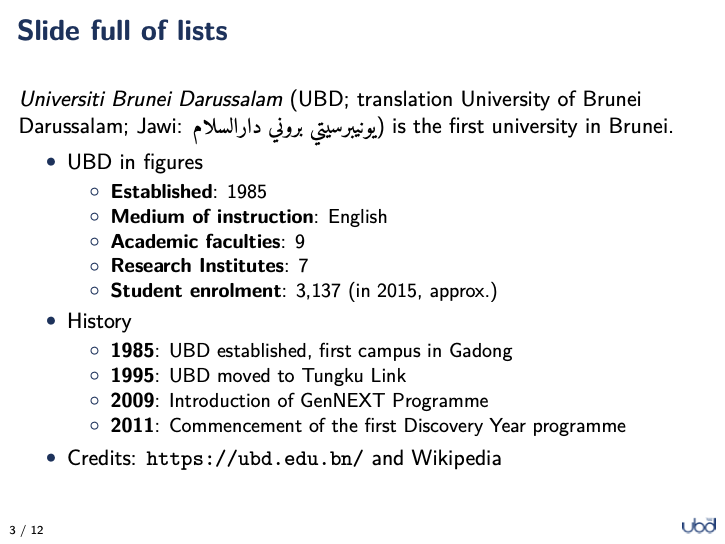 Slide full of lists
Universiti Brunei Darussalam (UBD; translation University of Brunei
Darussalam; Jawi: يونيۏرسيتي بروني دارالسلام) is the first university in Brunei.
• UBD in figures
◦ Established: 1985
◦ Medium of instruction: English
◦ Academic faculties: 9
◦ Research Institutes: 7
◦ Student enrolment: 3,137 (in 2015, approx.)
• History
◦ 1985: UBD established, first campus in Gadong
◦ 1995: UBD moved to Tungku Link
◦ 2009: Introduction of GenNEXT Programme
◦ 2011: Commencement of the first Discovery Year programme
• Credits: https://ubd.edu.bn/ and Wikipedia
3 / 12
ubd